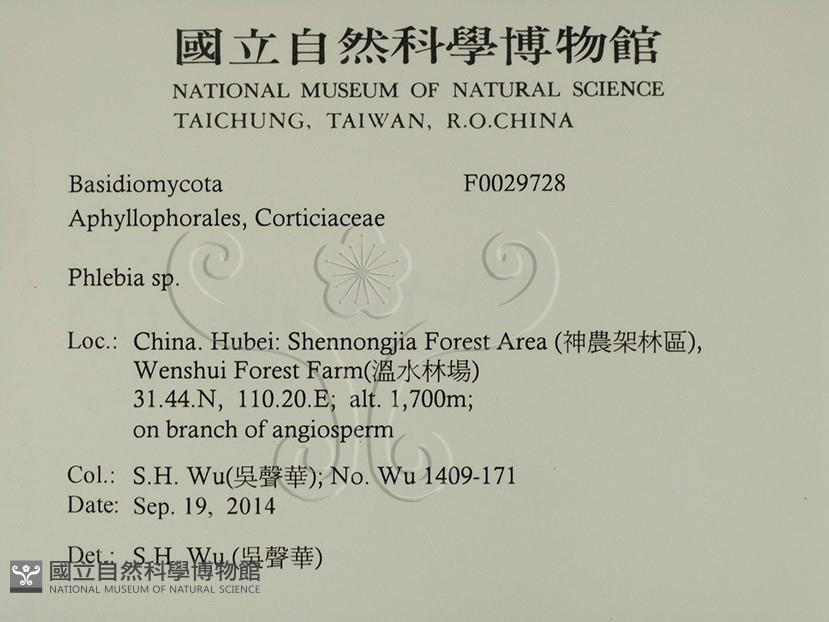 國立自然科學博物館
NATIONAL MUSEUM OF NATURAL SCIENCE
TAICHUNG, TAIWAN, R.O.CHINA
Basidiomycota F0029728
Aphyllophorales, Corticiaceae
Phlebia sp.
Loc.: China. Hubei: Shennongjia Forest Area (神農架林區),
Wenshui Forest Farm(溫水林場)
31.44.N, 110.20.E; alt. 1,700m;
on branch of angiosperm
Col.: S.H. Wu(吳聲華); No. Wu 1409-171
Date: Sep. 19, 2014
Det.: S.H. Wu (吳聲華)
國立自然科學博物館
NATIONAL MUSEUM OF NATURAL SCIENCE